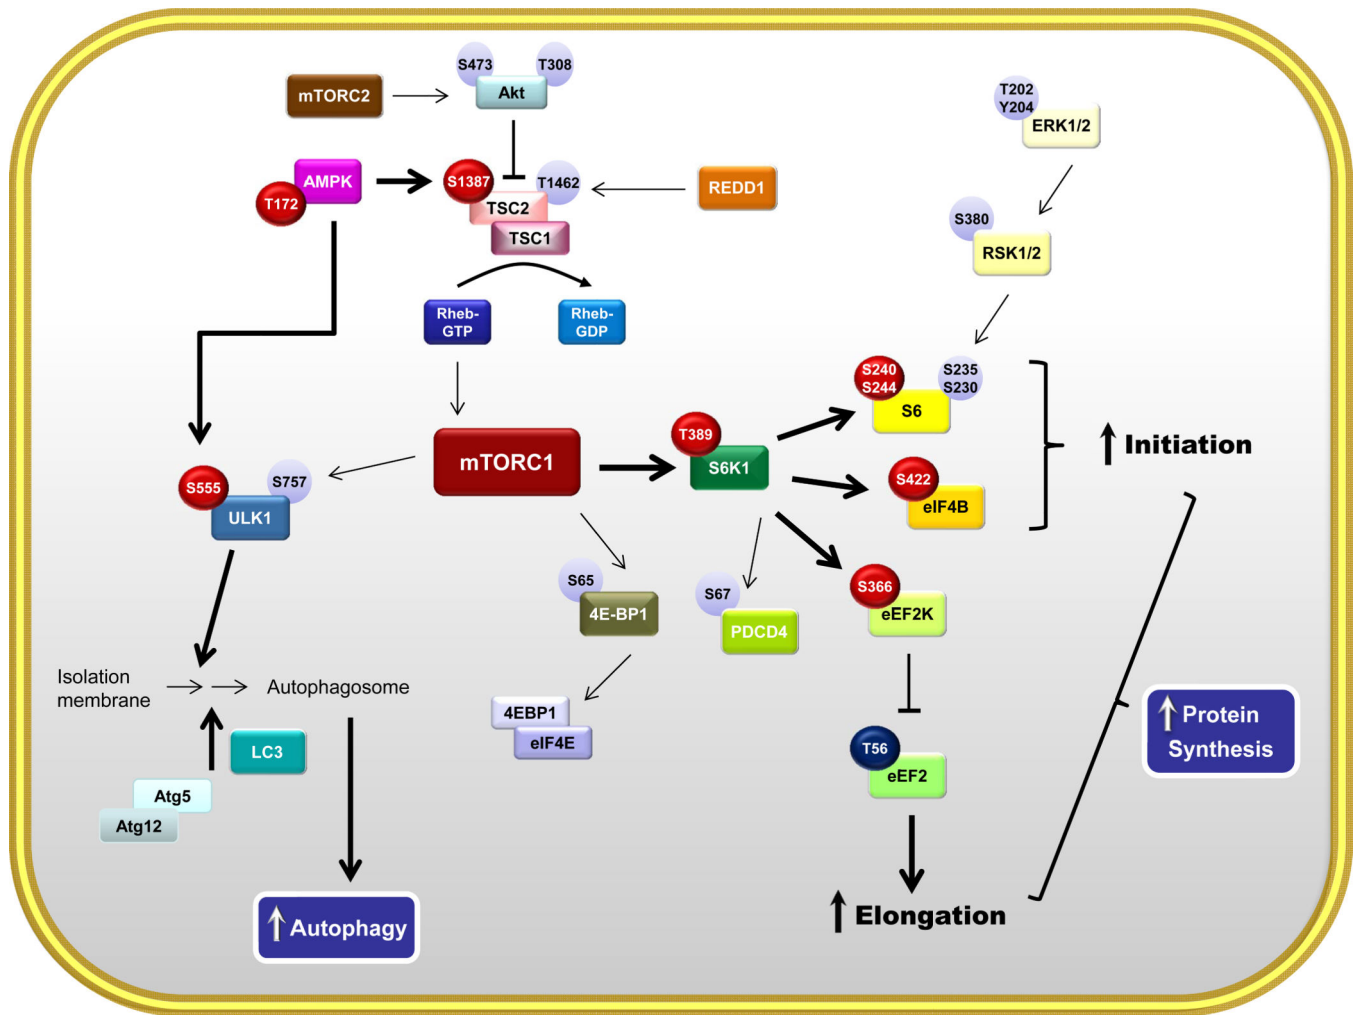 S473
T308
mTORC2
Akt
T202
Y204
ERK1/2
AMPK
T172
S1387
T1462
TSC2
TSC1
REDD1
S380
RSK1/2
Rheb-
GTP
Rheb-
GDP
S240
S244
S235
S230
S6
T389
mTORC1
S6K1
Initiation
S555
S757
ULK1
S422
eIF4B
S65
4E-BP1
S67
PDCD4
S366
eEF2K
Isolation
membrane
Autophagosome
4EBP1
eIF4E
LC3
Atg5
Atg12
T56
eEF2
Protein
Synthesis
Autophagy
Elongation